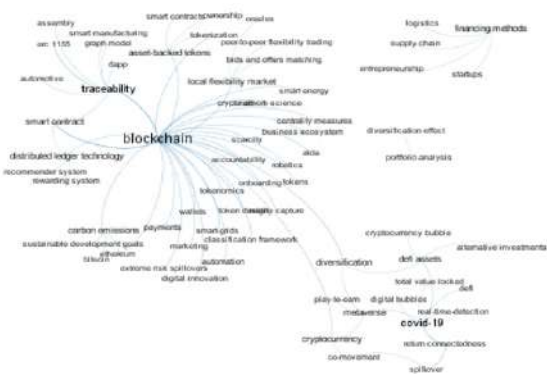 assembly
smart contracts
ownership
oracles
smart manufacturing
tokenization
erc 1155
graph model
peer-to-peer flexibility trading
asset-backed tokens
dapp
bids and offers matching
automotive
traceability
local flexibility market
smart energy
network science
smart contract
centrality measures
business ecosystem
blockchain
scarcity
aida
distributed ledger technology
accountability
robotics
recommender system
rewarding system
onboarding
tokens
tokenomics
wallets
token design
capture
carbon emissions
payments
smart-grids
classification framework
sustainable development goals
ethereum
marketing
bitcoin
automation
extreme risk spillovers
digital innovation
logistics
financing methods
supply chain
entrepreneurship
startups
diversification effect
portfolio analysis
cryptocurrency bubble
alternative investments
diversification
defi assets
total value locked
defi
play-to-earn
digital bubbles
metaverse
real-time-detection
covid-19
cryptocurrency
return connectedness
co-movement
spillover